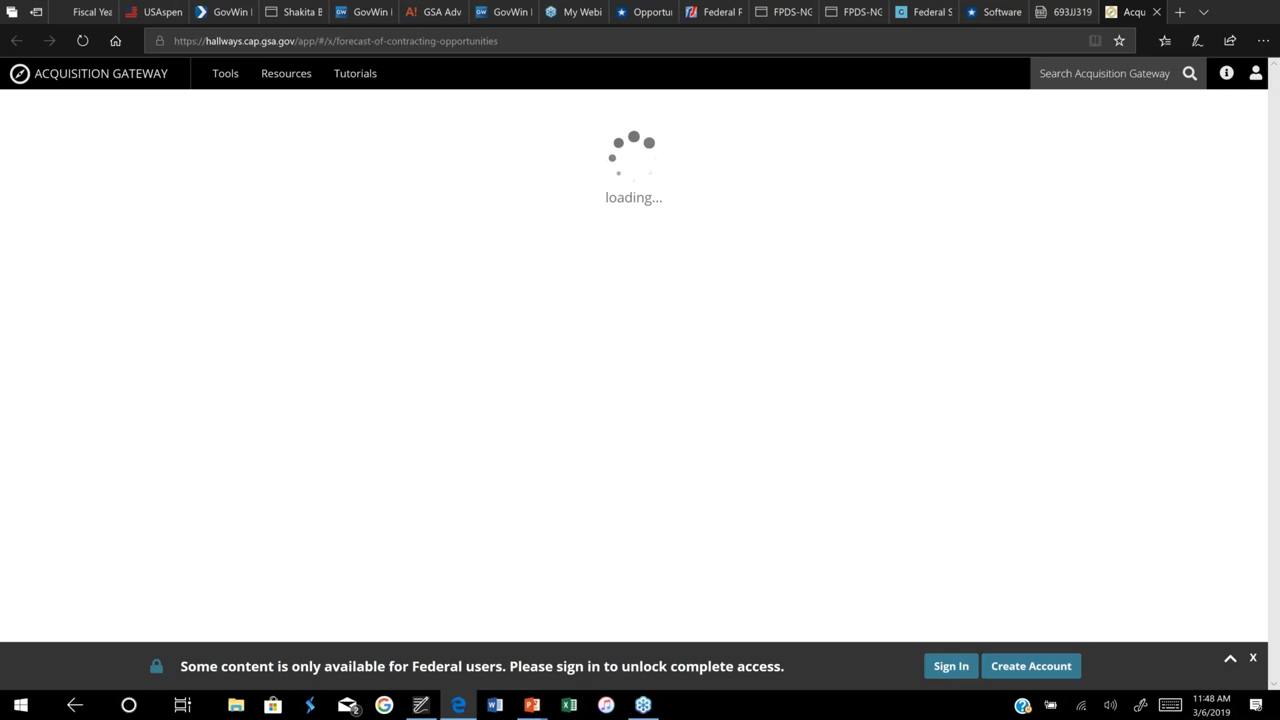 Fiscal Yea
USAspen
GovWin I
Shakita B
GovWin I
GSA Adv
GovWin I
My Webi
Opportu
Federal F
FPDS-NG
FPDS-NG
Federal S
Software
693JJ319
Acqu
https://hallways.cap.gsa.gov/app/#/x/forecast-of-contracting-opportunities
ACQUISITION GATEWAY
Tools
Resources
Tutorials
Search Acquisition Gateway
loading...
Some content is only available for Federal users. Please sign in to unlock complete access.
Sign In
Create Account
X
11:48 AM
3/6/2019